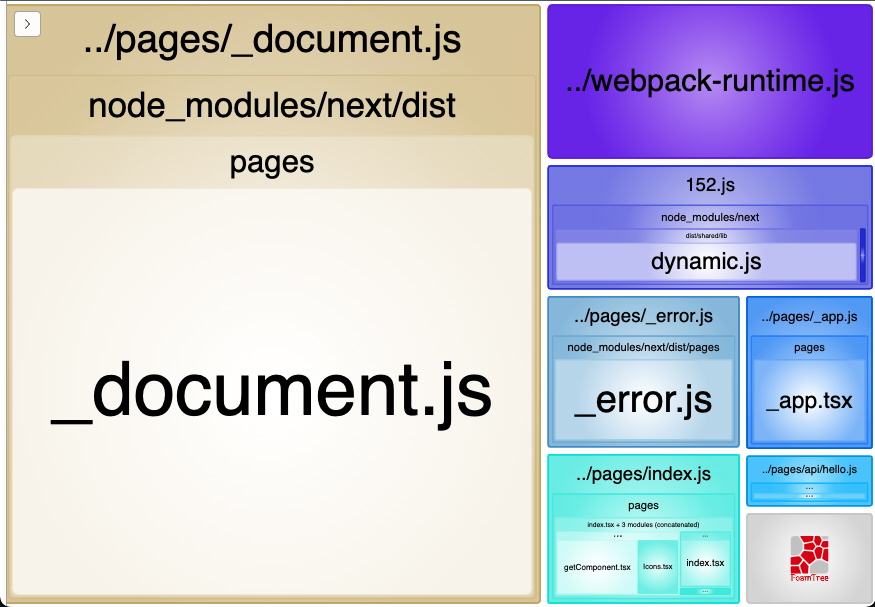 ../pages/_document.js
node_modules/next/dist
pages
_document.js
../webpack-runtime.js
152.js
node_modules/next
dist/shared/lib
dynamic.js
../pages/_error.js
node_modules/next/dist/pages
_error.js
../pages/_app.js
pages
_app.tsx
../pages/index.js
pages
index.tsx + 3 modules (concatenated)
...
getComponent.tsx
Icons.tsx
...
index.tsx
...
../pages/api/hello.js
...
...
FoamTree